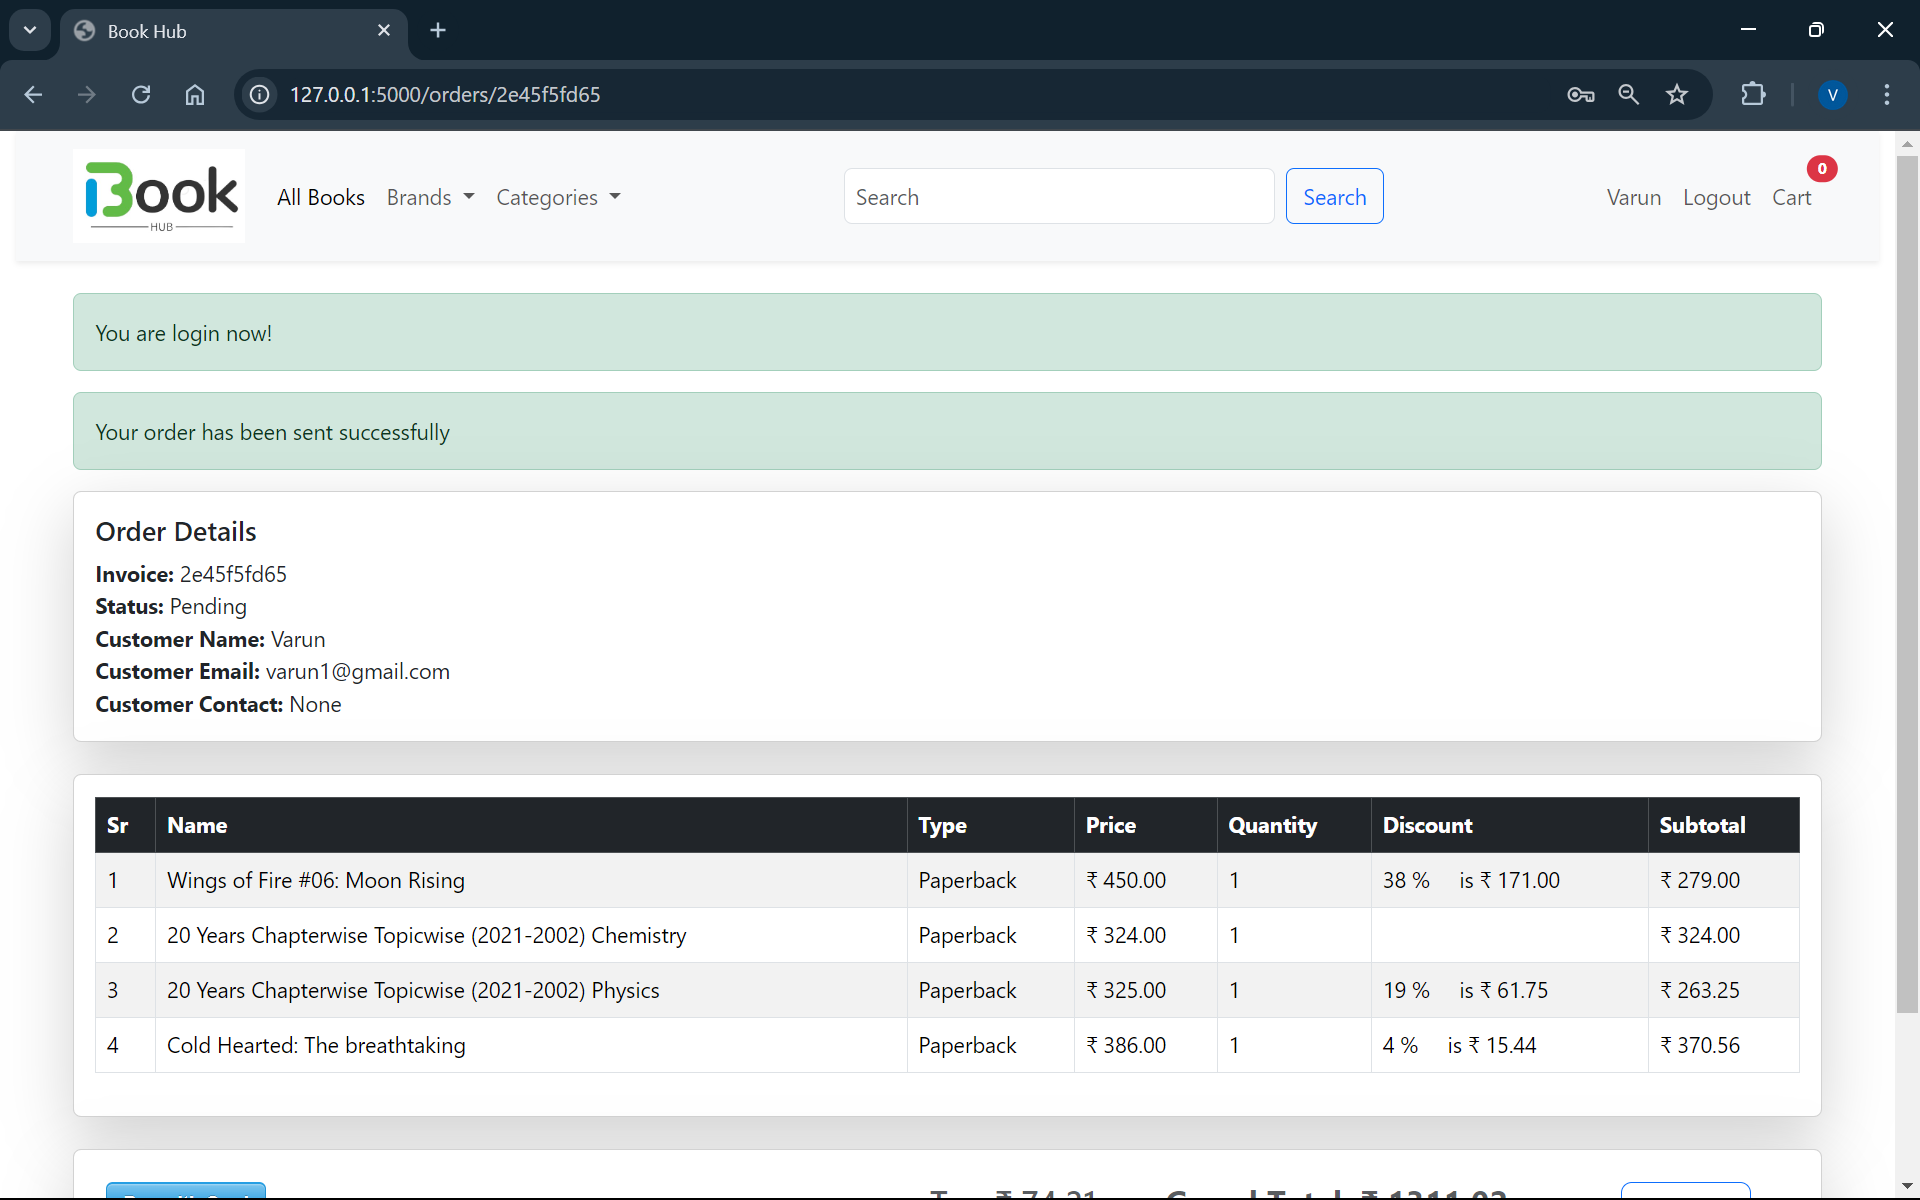 Book Hub
127.0.0.1:5000/orders/2e45f5fd65
V
Book
HUB
All Books Brands Categories Search Search Varun Logout Cart 0
You are login now!
Your order has been sent successfully
Order Details
Invoice: 2e45f5fd65
Status: Pending
Customer Name: Varun
Customer Email: varun1@gmail.com
Customer Contact: None
Sr Name Type Price Quantity Discount Subtotal
1 Wings of Fire #06: Moon Rising Paperback ₹ 450.00 1 38 % is ₹ 171.00 ₹ 279.00
2 20 Years Chapterwise Topicwise (2021-2002) Chemistry Paperback ₹ 324.00 1 ₹ 324.00
3 20 Years Chapterwise Topicwise (2021-2002) Physics Paperback ₹ 325.00 1 19 % is ₹ 61.75 ₹ 263.25
4 Cold Hearted: The breathtaking Paperback ₹ 386.00 1 4 % is ₹ 15.44 ₹ 370.56